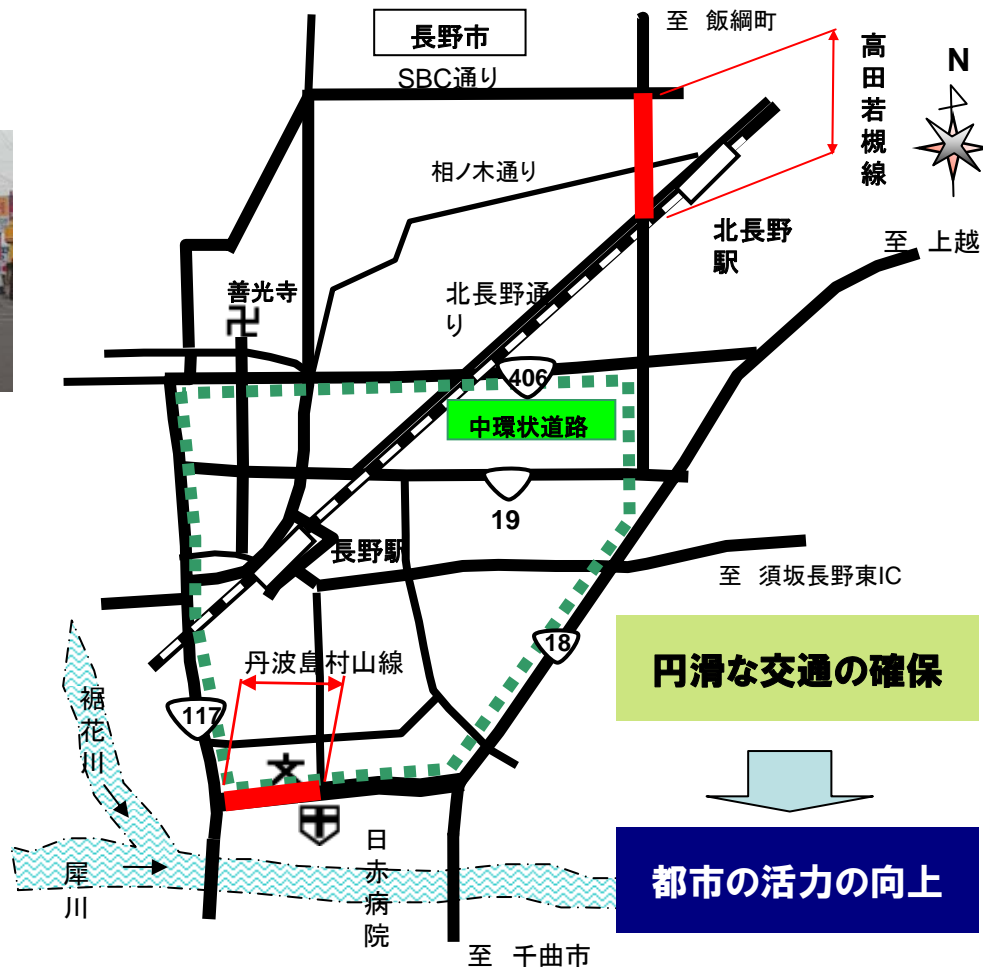 長野市
至 飯綱町
SBC通り
高田若槻線
N
相ノ木通り
北長野
駅
至 上越
善光寺
北長野通
り
406
中環状道路
19
長野駅
至 須坂長野東IC
18
丹波島村山線
117
裾花川
円滑な交通の確保
日赤病院
犀川
都市の活力の向上
至 千曲市